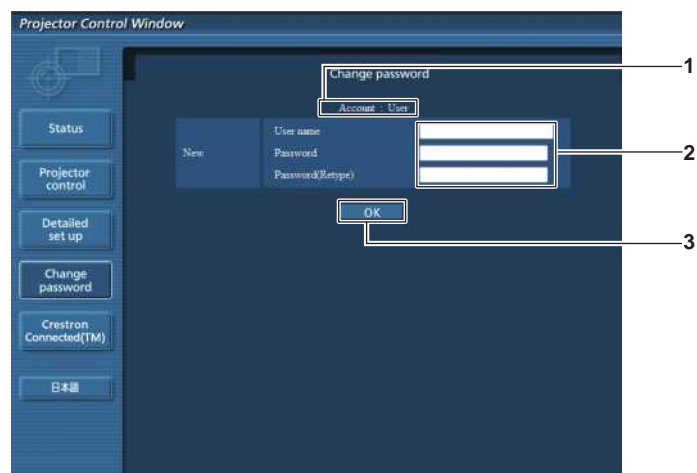 Projector Control Window
1
Change password
Account : User
Status
User name
New
Password
2
Password(Retype)
Projector
control
OK
Detailed
set up
3
Change
password
Crestron
Connected(TM)
日本語